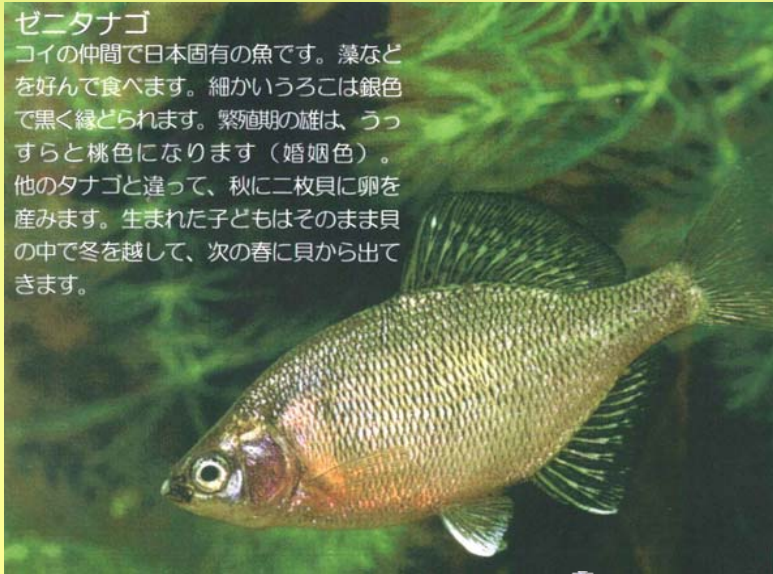 ゼニタナゴ
コイの仲間で日本固有の魚です。藻など
を好んで食べます。細かいうろこは銀色
で黒く縁どられます。繁殖期の雄は、うっ
すらと桃色になります（婚姻色）。
他のタナゴと違って、秋に二枚貝に卵を
産みます。生まれた子どもはそのまま貝
の中で冬を越して、次の春に貝から出て
きます。